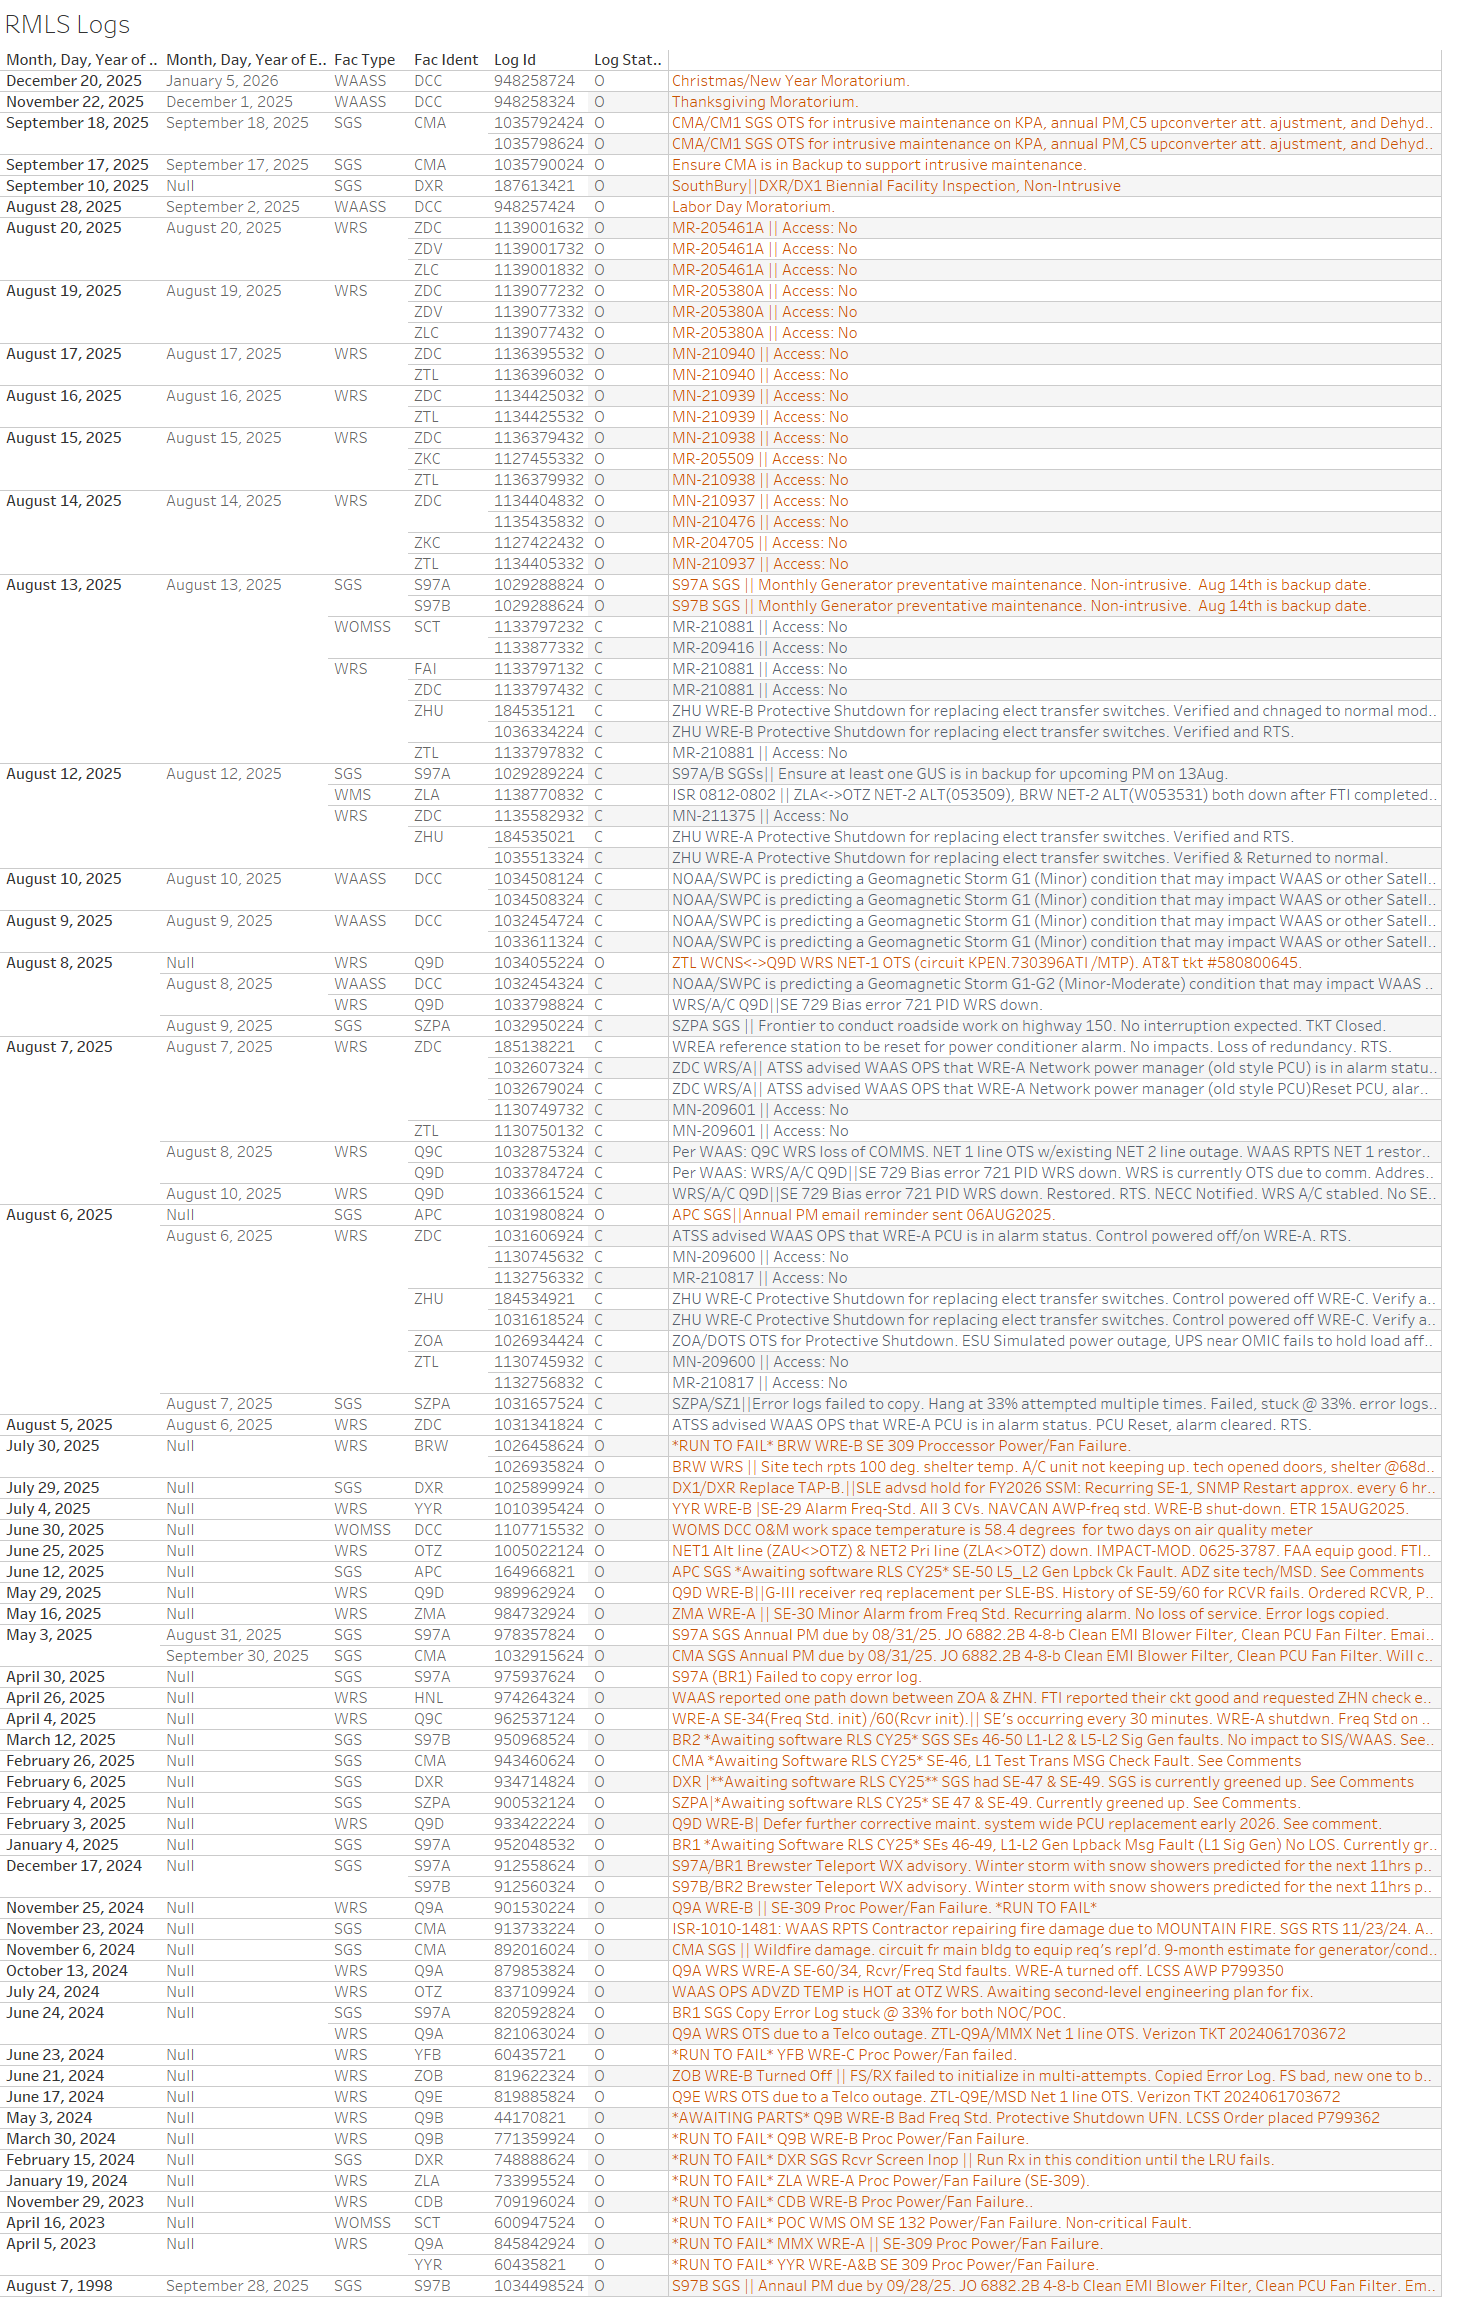 RMLS Logs
Month, Day, Year of .. Month, Day, Year of E.. Fac Type Fac Ident Log Id Log Stat..
December 20, 2025 January 5, 2026 WAASS DCC 948258724 O Christmas/New Year Moratorium.
November 22, 2025 December 1, 2025 WAASS DCC 948258324 O Thanksgiving Moratorium.
September 18, 2025 September 18, 2025 SGS CMA 1035792424 O CMA/CM1 SGS OTS for intrusive maintenance on KPA, annual PM,C5 upconverter att. ajustment, and Dehyd..
1035798624 O CMA/CM1 SGS OTS for intrusive maintenance on KPA, annual PM,C5 upconverter att. ajustment, and Dehyd..
September 17, 2025 September 17, 2025 SGS CMA 1035790024 O Ensure CMA is in Backup to support intrusive maintenance.
September 10, 2025 Null SGS DXR 187613421 O SouthBury||DXR/DX1 Biennial Facility Inspection, Non-Intrusive
August 28, 2025 September 2, 2025 WAASS DCC 948257424 O Labor Day Moratorium.
August 20, 2025 August 20, 2025 WRS ZDC 1139001632 O MR-205461A || Access: No
ZDV 1139001732 O MR-205461A || Access: No
ZLC 1139001832 O MR-205461A || Access: No
August 19, 2025 August 19, 2025 WRS ZDC 1139077232 O MR-205380A || Access: No
ZDV 1139077332 O MR-205380A || Access: No
ZLC 1139077432 O MR-205380A || Access: No
August 17, 2025 August 17, 2025 WRS ZDC 1136395532 O MN-210940 || Access: No
ZTL 1136396032 O MN-210940 || Access: No
August 16, 2025 August 16, 2025 WRS ZDC 1134425032 O MN-210939 || Access: No
ZTL 1134425532 O MN-210939 || Access: No
August 15, 2025 August 15, 2025 WRS ZDC 1136379432 O MN-210938 || Access: No
ZKC 1127455332 O MR-205509 || Access: No
ZTL 1136379932 O MN-210938 || Access: No
August 14, 2025 August 14, 2025 WRS ZDC 1134404832 O MN-210937 || Access: No
1135435832 O MN-210476 || Access: No
ZKC 1127422432 O MR-204705 || Access: No
ZTL 1134405332 O MN-210937 || Access: No
August 13, 2025 August 13, 2025 SGS S97A 1029288824 O S97A SGS || Monthly Generator preventative maintenance. Non-intrusive. Aug 14th is backup date.
S97B 1029288624 O S97B SGS || Monthly Generator preventative maintenance. Non-intrusive. Aug 14th is backup date.
WOMSS SCT 1133797232 C MR-210881 || Access: No
1133877332 C MR-209416 || Access: No
WRS FAI 1133797132 C MR-210881 || Access: No
ZDC 1133797432 C MR-210881 || Access: No
ZHU 184535121 C ZHU WRE-B Protective Shutdown for replacing elect transfer switches. Verified and chnaged to normal mod..
1036334224 C ZHU WRE-B Protective Shutdown for replacing elect transfer switches. Verified and RTS.
ZTL 1133797832 C MR-210881 || Access: No
August 12, 2025 August 12, 2025 SGS S97A 1029289224 C S97A/B SGSs|| Ensure at least one GUS is in backup for upcoming PM on 13Aug.
WMS ZLA 1138770832 C ISR 0812-0802 || ZLA<->OTZ NET-2 ALT(053509), BRW NET-2 ALT(W053531) both down after FTI completed..
WRS ZDC 1135582932 C MN-211375 || Access: No
ZHU 184535021 C ZHU WRE-A Protective Shutdown for replacing elect transfer switches. Verified and RTS.
1035513324 C ZHU WRE-A Protective Shutdown for replacing elect transfer switches. Verified & Returned to normal.
August 10, 2025 August 10, 2025 WAASS DCC 1034508124 C NOAA/SWPC is predicting a Geomagnetic Storm G1 (Minor) condition that may impact WAAS or other Satell..
1034508324 C NOAA/SWPC is predicting a Geomagnetic Storm G1 (Minor) condition that may impact WAAS or other Satell..
August 9, 2025 August 9, 2025 WAASS DCC 1032454724 C NOAA/SWPC is predicting a Geomagnetic Storm G1 (Minor) condition that may impact WAAS or other Satell..
1033611324 C NOAA/SWPC is predicting a Geomagnetic Storm G1 (Minor) condition that may impact WAAS or other Satell..
August 8, 2025 Null WRS Q9D 1034055224 O ZTL WCNS<->Q9D WRS NET-1 OTS (circuit KPEN.730396ATI /MTP). AT&T tkt #580800645.
August 8, 2025 WAASS DCC 1032454324 C NOAA/SWPC is predicting a Geomagnetic Storm G1-G2 (Minor-Moderate) condition that may impact WAAS ..
WRS Q9D 1033798824 C WRS/A/C Q9D||SE 729 Bias error 721 PID WRS down.
August 9, 2025 SGS SZPA 1032950224 C SZPA SGS || Frontier to conduct roadside work on highway 150. No interruption expected. TKT Closed.
August 7, 2025 August 7, 2025 WRS ZDC 185138221 C WREA reference station to be reset for power conditioner alarm. No impacts. Loss of redundancy. RTS.
1032607324 C ZDC WRS/A|| ATSS advised WAAS OPS that WRE-A Network power manager (old style PCU) is in alarm statu..
1032679024 C ZDC WRS/A|| ATSS advised WAAS OPS that WRE-A Network power manager (old style PCU)Reset PCU, alar..
1130749732 C MN-209601 || Access: No
ZTL 1130750132 C MN-209601 || Access: No
August 8, 2025 WRS Q9C 1032875324 C Per WAAS: Q9C WRS loss of COMMS. NET 1 line OTS w/existing NET 2 line outage. WAAS RPTS NET 1 restor..
Q9D 1033784724 C Per WAAS: WRS/A/C Q9D||SE 729 Bias error 721 PID WRS down. WRS is currently OTS due to comm. Addres..
August 10, 2025 WRS Q9D 1033661524 C WRS/A/C Q9D||SE 729 Bias error 721 PID WRS down. Restored. RTS. NECC Notified. WRS A/C stabled. No SE..
August 6, 2025 Null SGS APC 1031980824 O APC SGS||Annual PM email reminder sent 06AUG2025.
August 6, 2025 WRS ZDC 1031606924 C ATSS advised WAAS OPS that WRE-A PCU is in alarm status. Control powered off/on WRE-A. RTS.
1130745632 C MN-209600 || Access: No
1132756332 C MR-210817 || Access: No
ZHU 184534921 C ZHU WRE-C Protective Shutdown for replacing elect transfer switches. Control powered off WRE-C. Verify a..
1031618524 C ZHU WRE-C Protective Shutdown for replacing elect transfer switches. Control powered off WRE-C. Verify a..
ZOA 1026934424 C ZOA/DOTS OTS for Protective Shutdown. ESU Simulated power outage, UPS near OMIC fails to hold load aff..
ZTL 1130745932 C MN-209600 || Access: No
1132756832 C MR-210817 || Access: No
August 7, 2025 SGS SZPA 1031657524 C SZPA/SZ1||Error logs failed to copy. Hang at 33% attempted multiple times. Failed, stuck @ 33%. error logs..
August 5, 2025 August 6, 2025 WRS ZDC 1031341824 C ATSS advised WAAS OPS that WRE-A PCU is in alarm status. PCU Reset, alarm cleared. RTS.
July 30, 2025 Null WRS BRW 1026458624 O *RUN TO FAIL* BRW WRE-B SE 309 Proccessor Power/Fan Failure.
1026935824 O BRW WRS || Site tech rpts 100 deg. shelter temp. A/C unit not keeping up. tech opened doors, shelter @68d..
July 29, 2025 Null SGS DXR 1025899924 O DX1/DXR Replace TAP-B.||SLE advsd hold for FY2026 SSM: Recurring SE-1, SNMP Restart approx. every 6 hr..
July 4, 2025 Null WRS YYR 1010395424 O YYR WRE-B |SE-29 Alarm Freq-Std. All 3 CVs. NAVCAN AWP-freq std. WRE-B shut-down. ETR 15AUG2025.
June 30, 2025 Null WOMSS DCC 1107715532 O WOMS DCC O&M work space temperature is 58.4 degrees for two days on air quality meter
June 25, 2025 Null WRS OTZ 1005022124 O NET1 Alt line (ZAU<>OTZ) & NET2 Pri line (ZLA<>OTZ) down. IMPACT-MOD. 0625-3787. FAA equip good. FTI..
June 12, 2025 Null SGS APC 164966821 O APC SGS *Awaiting software RLS CY25* SE-50 L5_L2 Gen Lpbck Ck Fault. ADZ site tech/MSD. See Comments
May 29, 2025 Null WRS Q9D 989962924 O Q9D WRE-B||G-III receiver req replacement per SLE-BS. History of SE-59/60 for RCVR fails. Ordered RCVR, P..
May 16, 2025 Null WRS ZMA 984732924 O ZMA WRE-A || SE-30 Minor Alarm from Freq Std. Recurring alarm. No loss of service. Error logs copied.
May 3, 2025 August 31, 2025 SGS S97A 978357824 O S97A SGS Annual PM due by 08/31/25. JO 6882.2B 4-8-b Clean EMI Blower Filter, Clean PCU Fan Filter. Emai..
September 30, 2025 SGS CMA 1032915624 O CMA SGS Annual PM due by 08/31/25. JO 6882.2B 4-8-b Clean EMI Blower Filter, Clean PCU Fan Filter. Will c..
April 30, 2025 Null SGS S97A 975937624 O S97A (BR1) Failed to copy error log.
April 26, 2025 Null WRS HNL 974264324 O WAAS reported one path down between ZOA & ZHN. FTI reported their ckt good and requested ZHN check e..
April 4, 2025 Null WRS Q9C 962537124 O WRE-A SE-34(Freq Std. init) /60(Rcvr init).|| SE's occurring every 30 minutes. WRE-A shutdwn. Freq Std on ..
March 12, 2025 Null SGS S97B 950968524 O BR2 *Awaiting software RLS CY25* SGS SEs 46-50 L1-L2 & L5-L2 Sig Gen faults. No impact to SIS/WAAS. See..
February 26, 2025 Null SGS CMA 943460624 O CMA *Awaiting Software RLS CY25* SE-46, L1 Test Trans MSG Check Fault. See Comments
February 6, 2025 Null SGS DXR 934714824 O DXR |**Awaiting software RLS CY25** SGS had SE-47 & SE-49. SGS is currently greened up. See Comments
February 4, 2025 Null SGS SZPA 900532124 O SZPA|*Awaiting software RLS CY25* SE 47 & SE-49. Currently greened up. See Comments.
February 3, 2025 Null WRS Q9D 933422224 O Q9D WRE-B| Defer further corrective maint. system wide PCU replacement early 2026. See comment.
January 4, 2025 Null SGS S97A 952048532 O BR1 *Awaiting Software RLS CY25* SEs 46-49, L1-L2 Gen Lpback Msg Fault (L1 Sig Gen) No LOS. Currently gr..
December 17, 2024 Null SGS S97A 912558624 O S97A/BR1 Brewster Teleport WX advisory. Winter storm with snow showers predicted for the next 11hrs p..
S97B 912560324 O S97B/BR2 Brewster Teleport WX advisory. Winter storm with snow showers predicted for the next 11hrs p..
November 25, 2024 Null WRS Q9A 901530224 O Q9A WRE-B || SE-309 Proc Power/Fan Failure. *RUN TO FAIL*
November 23, 2024 Null SGS CMA 913733224 O ISR-1010-1481: WAAS RPTS Contractor repairing fire damage due to MOUNTAIN FIRE. SGS RTS 11/23/24. A..
November 6, 2024 Null SGS CMA 892016024 O CMA SGS || Wildfire damage. circuit fr main bldg to equip req's repl'd. 9-month estimate for generator/cond..
October 13, 2024 Null WRS Q9A 879853824 O Q9A WRS WRE-A SE-60/34, Rcvr/Freq Std faults. WRE-A turned off. LCSS AWP P799350
July 24, 2024 Null WRS OTZ 837109924 O WAAS OPS ADVZD TEMP is HOT at OTZ WRS. Awaiting second-level engineering plan for fix.
June 24, 2024 Null SGS S97A 820592824 O BR1 SGS Copy Error Log stuck @ 33% for both NOC/POC.
WRS Q9A 821063024 O Q9A WRS OTS due to a Telco outage. ZTL-Q9A/MMX Net 1 line OTS. Verizon TKT 2024061703672
June 23, 2024 Null WRS YFB 60435721 O *RUN TO FAIL* YFB WRE-C Proc Power/Fan failed.
June 21, 2024 Null WRS ZOB 819622324 O ZOB WRE-B Turned Off || FS/RX failed to initialize in multi-attempts. Copied Error Log. FS bad, new one to b..
June 17, 2024 Null WRS Q9E 819885824 O Q9E WRS OTS due to a Telco outage. ZTL-Q9E/MSD Net 1 line OTS. Verizon TKT 2024061703672
May 3, 2024 Null WRS Q9B 44170821 O *AWAITING PARTS* Q9B WRE-B Bad Freq Std. Protective Shutdown UFN. LCSS Order placed P799362
March 30, 2024 Null WRS Q9B 771359924 O *RUN TO FAIL* Q9B WRE-B Proc Power/Fan Failure.
February 15, 2024 Null SGS DXR 748888624 O *RUN TO FAIL* DXR SGS Rcvr Screen Inop || Run Rx in this condition until the LRU fails.
January 19, 2024 Null WRS ZLA 733995524 O *RUN TO FAIL* ZLA WRE-A Proc Power/Fan Failure (SE-309).
November 29, 2023 Null WRS CDB 709196024 O *RUN TO FAIL* CDB WRE-B Proc Power/Fan Failure..
April 16, 2023 Null WOMSS SCT 600947524 O *RUN TO FAIL* POC WMS OM SE 132 Power/Fan Failure. Non-critical Fault.
April 5, 2023 Null WRS Q9A 845842924 O *RUN TO FAIL* MMX WRE-A || SE-309 Proc Power/Fan Failure.
YYR 60435821 O *RUN TO FAIL* YYR WRE-A&B SE 309 Proc Power/Fan Failure.
August 7, 1998 September 28, 2025 SGS S97B 1034498524 O S97B SGS || Annaul PM due by 09/28/25. JO 6882.2B 4-8-b Clean EMI Blower Filter, Clean PCU Fan Filter. Em..